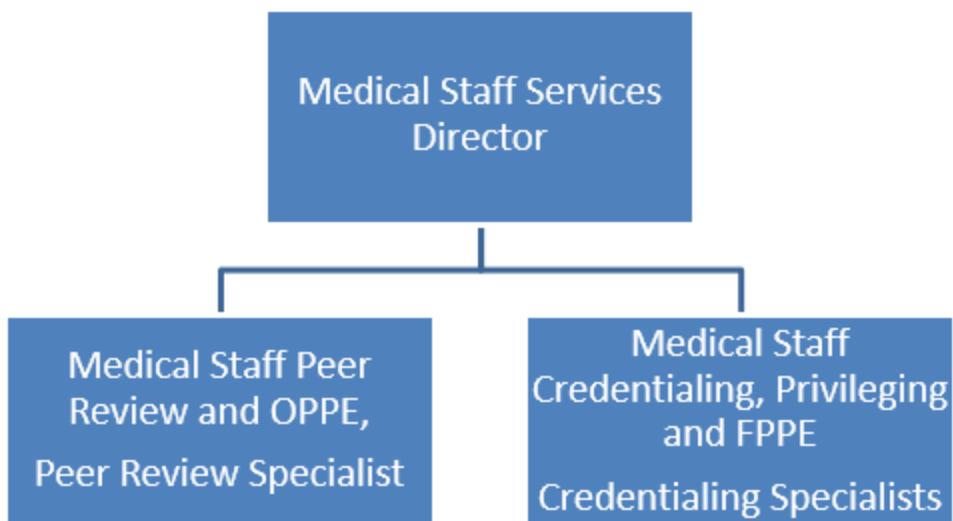 Medical Staff Services
Director
Medical Staff Peer
Review and OPPE,
Peer Review Specialist
Medical Staff
Credentialing, Privileging
and FPPE
Credentialing Specialists